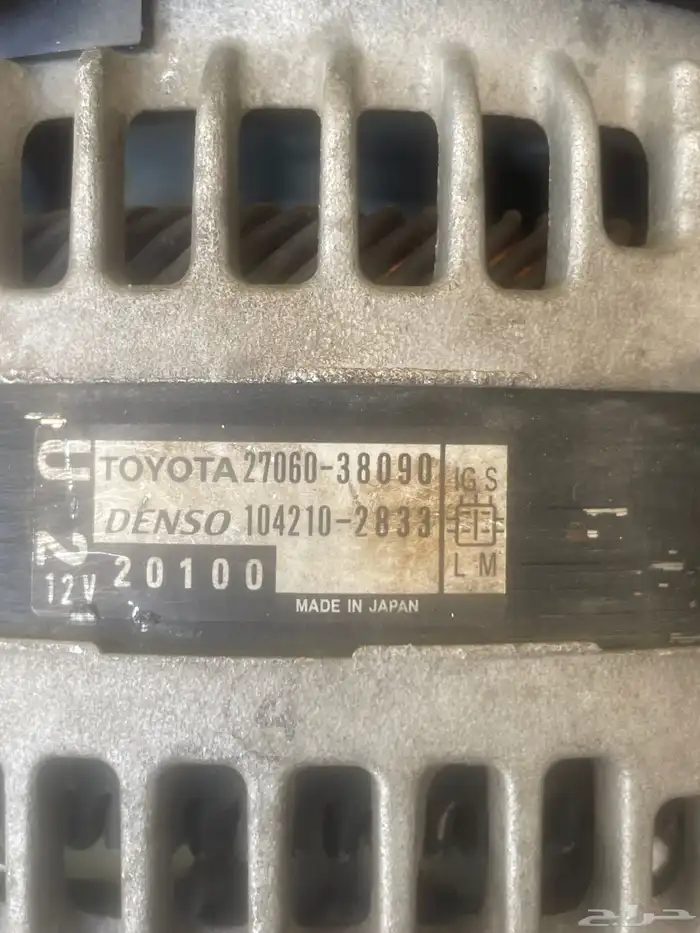 TOYOTA 27060-38090
DENSO 104210-2833
12V 20100
IG S
L M
MADE IN JAPAN
حراج